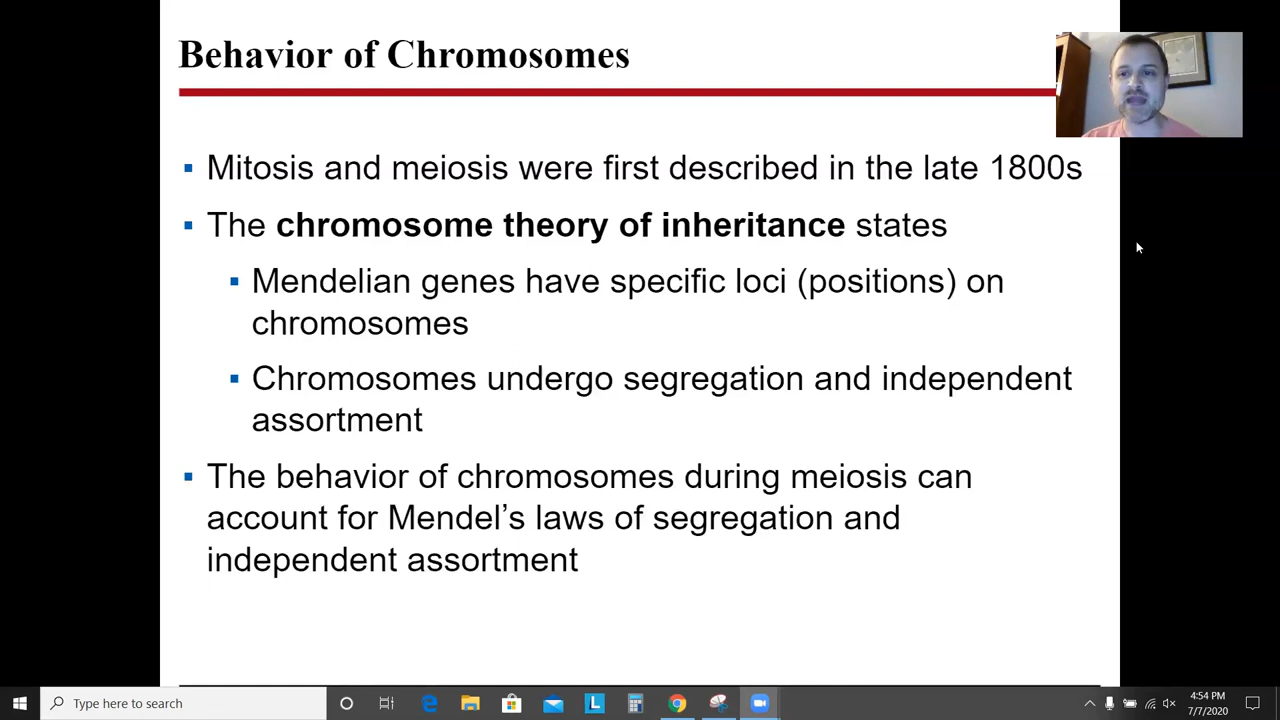 Behavior of Chromosomes
▪ Mitosis and meiosis were first described in the late 1800s
▪ The chromosome theory of inheritance states
▪ Mendelian genes have specific loci (positions) on
chromosomes
▪ Chromosomes undergo segregation and independent
assortment
▪ The behavior of chromosomes during meiosis can
account for Mendel’s laws of segregation and
independent assortment
Type here to search
L
4:54 PM
7/7/2020